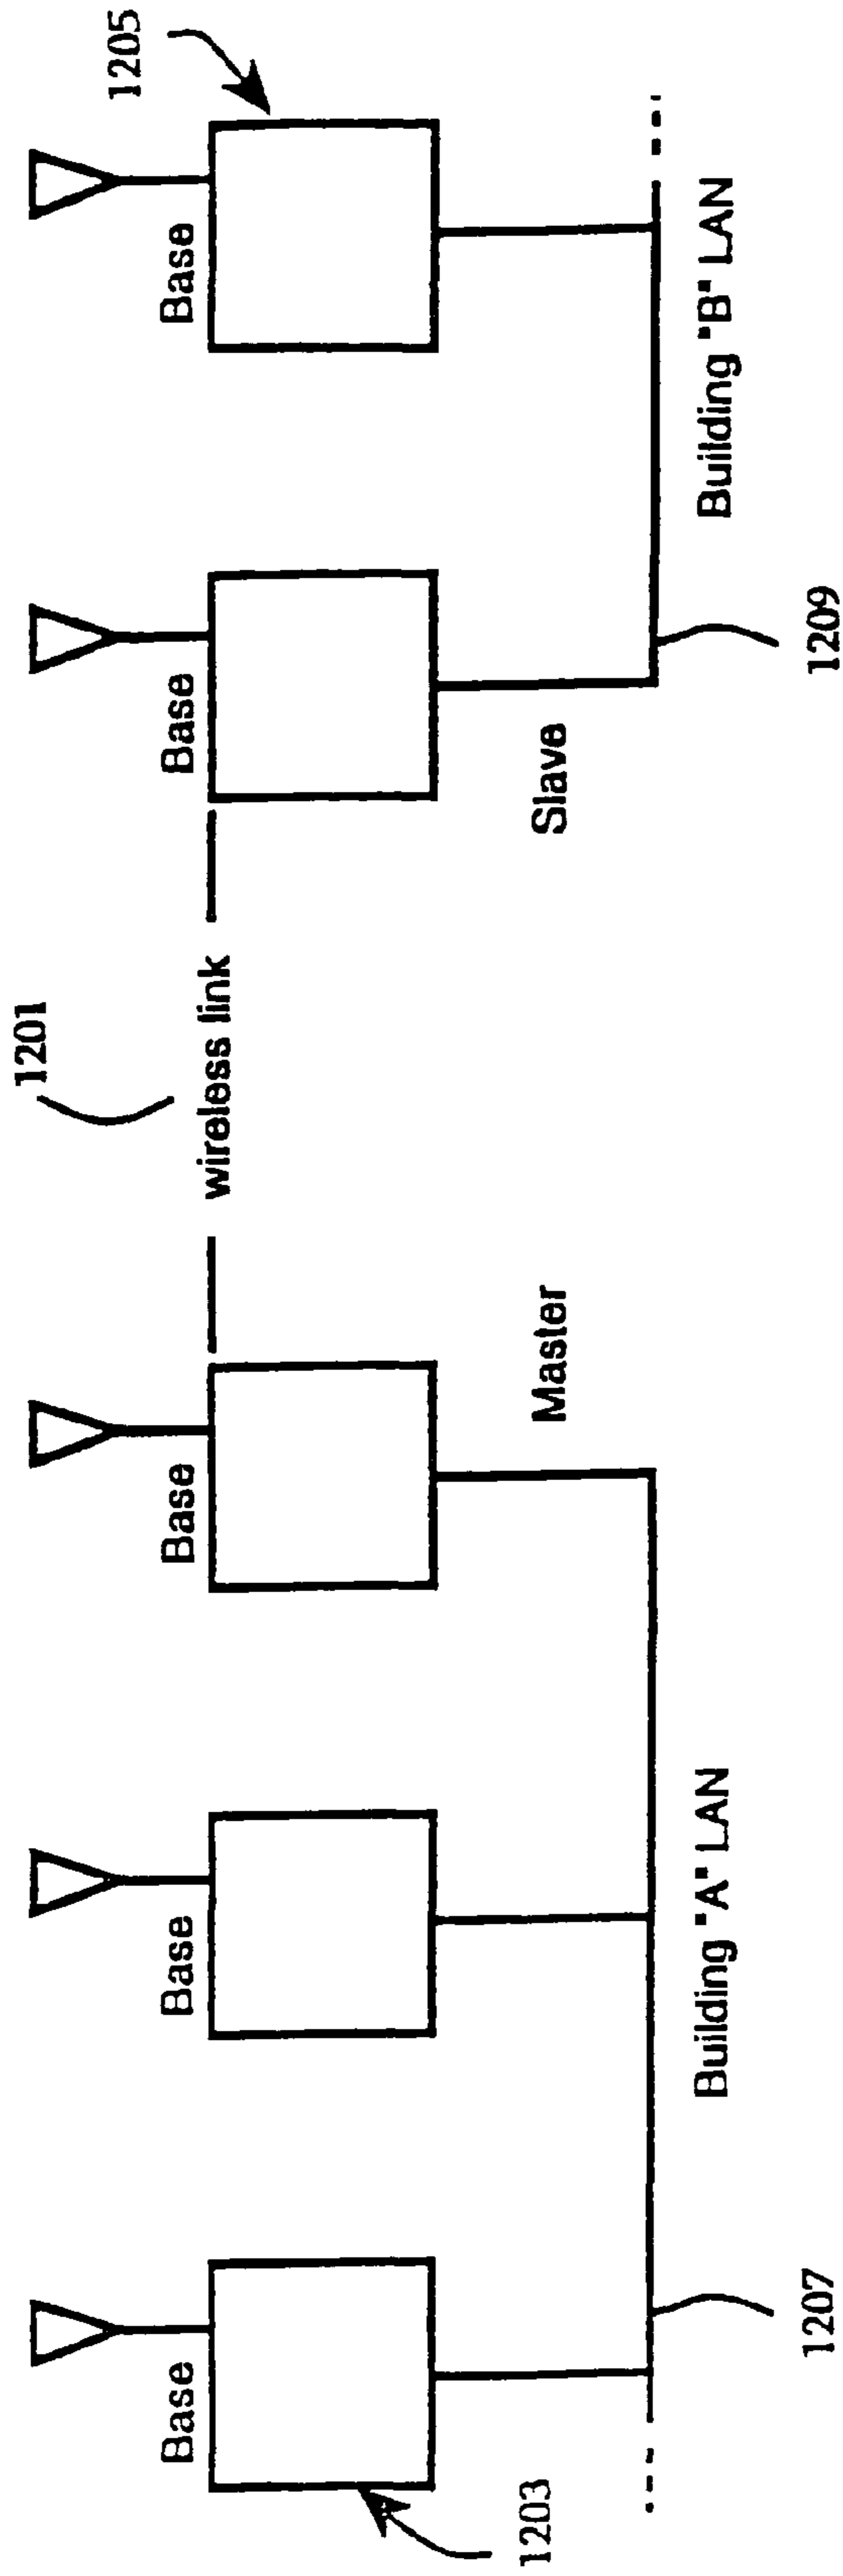 1201
1205
Base
Base
Base
wireless link
Base
Base
1203
Master
Slave
Building "A" LAN
Building "B" LAN
1207
1209